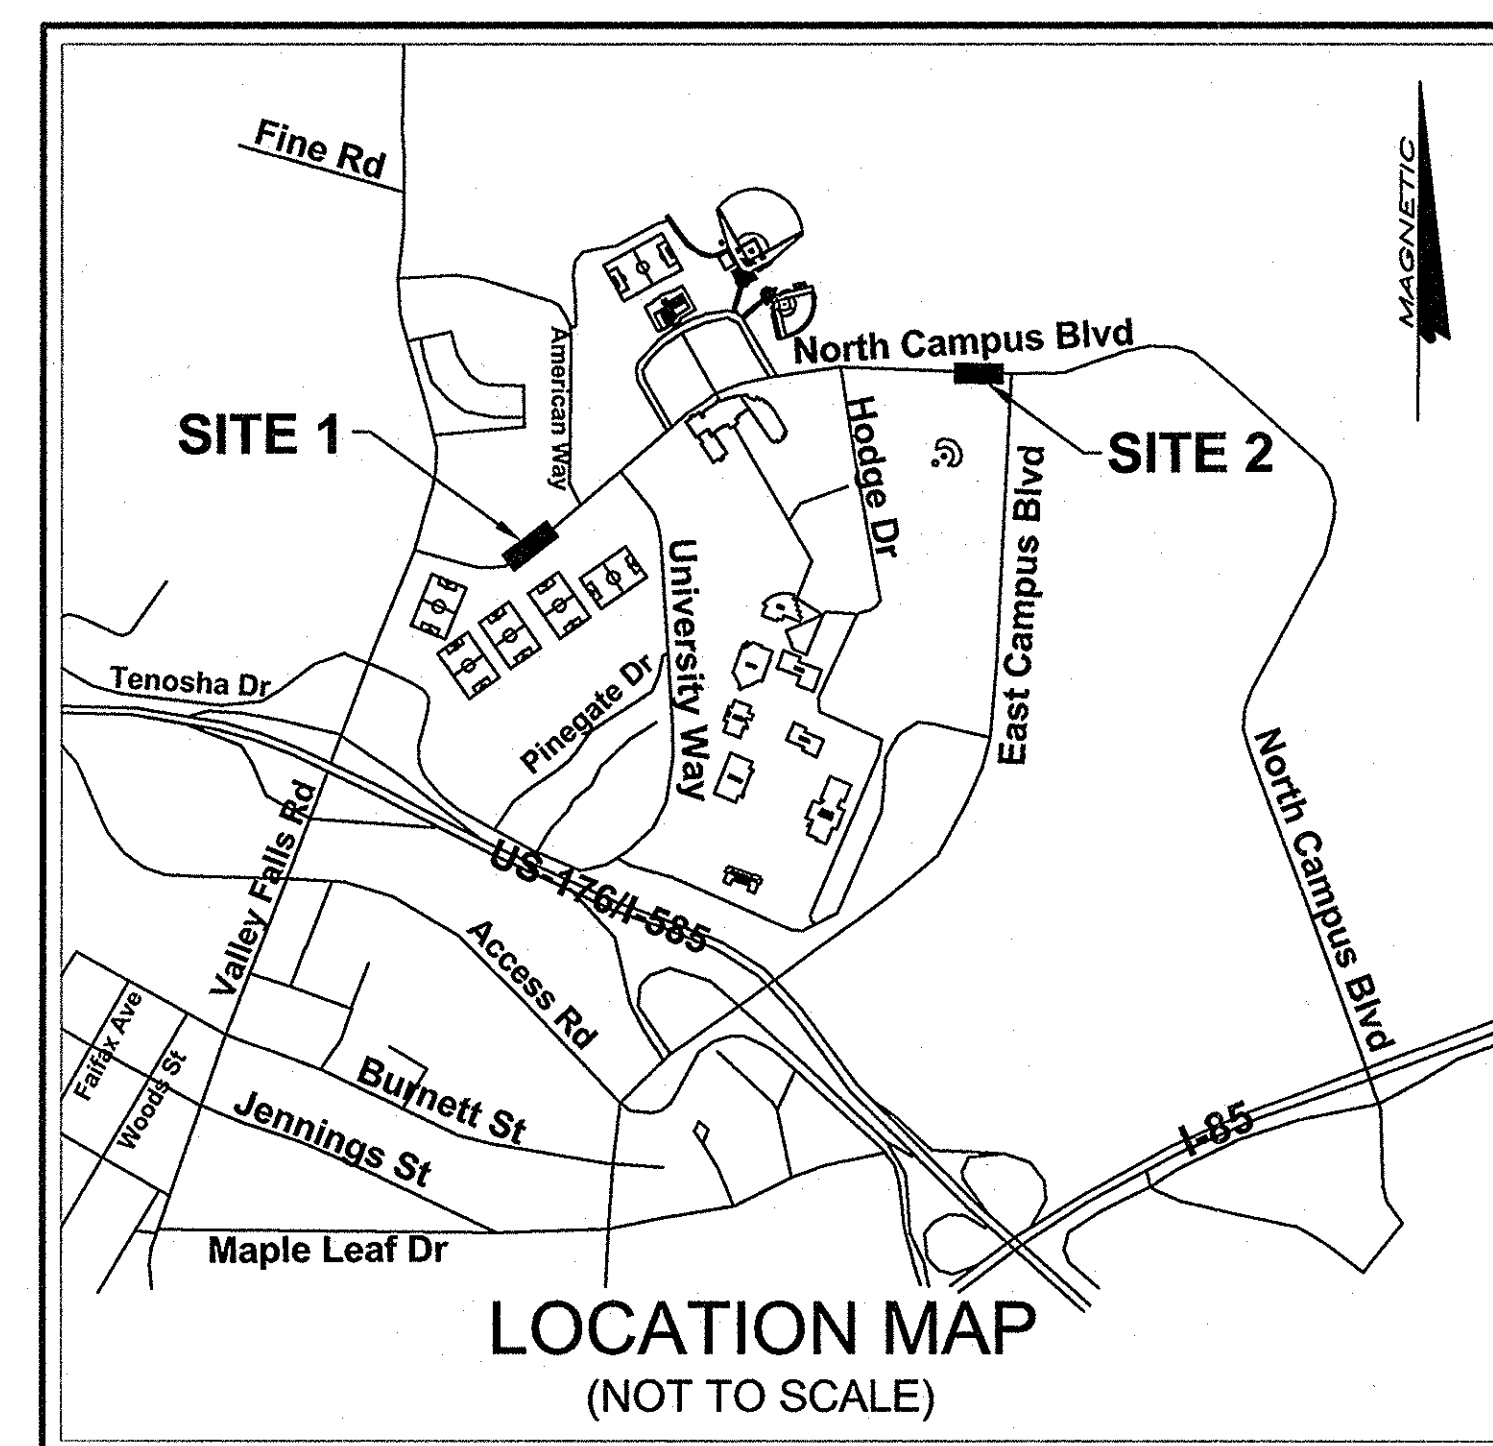 Fine Rd
MAGNETIC
American Way
North Campus Blvd
SITE 1
Hodge Dr
SITE 2
East Campus Blvd
University Way
Tenosha Dr
Pinegate Dr
North Campus Blvd
Valley Falls Rd
US-176/I-585
Access Rd
Faifax Ave
Woods St
Burnett St
Jennings St
I-85
Maple Leaf Dr
LOCATION MAP
(NOT TO SCALE)